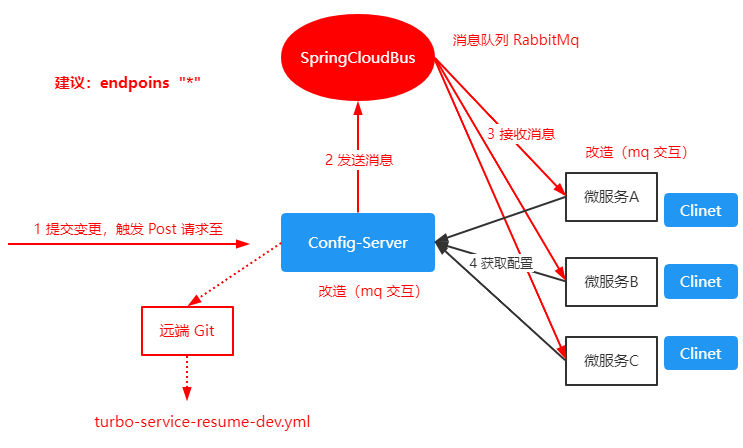 消息队列 RabbitMq
SpringCloudBus
建议：endpoins "*"
3 接收消息
2 发送消息
改造（mq 交互）
微服务A
Clinet
1 提交变更，触发 Post 请求至
Config-Server
4 获取配置
微服务B
Clinet
改造（mq 交互）
远端 Git
微服务C
Clinet
turbo-service-resume-dev.yml